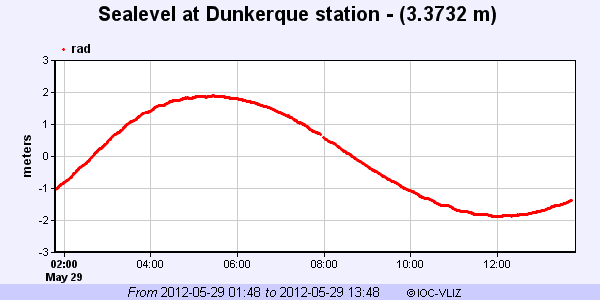 Sealevel at Dunkerque station - (3.3732 m)
rad
3
2
1
0
-1
-2
-3
meters
02:00 04:00 06:00 08:00 10:00 12:00
May 29
From 2012-05-29 01:48 to 2012-05-29 13:48 © IOC-VLIZ